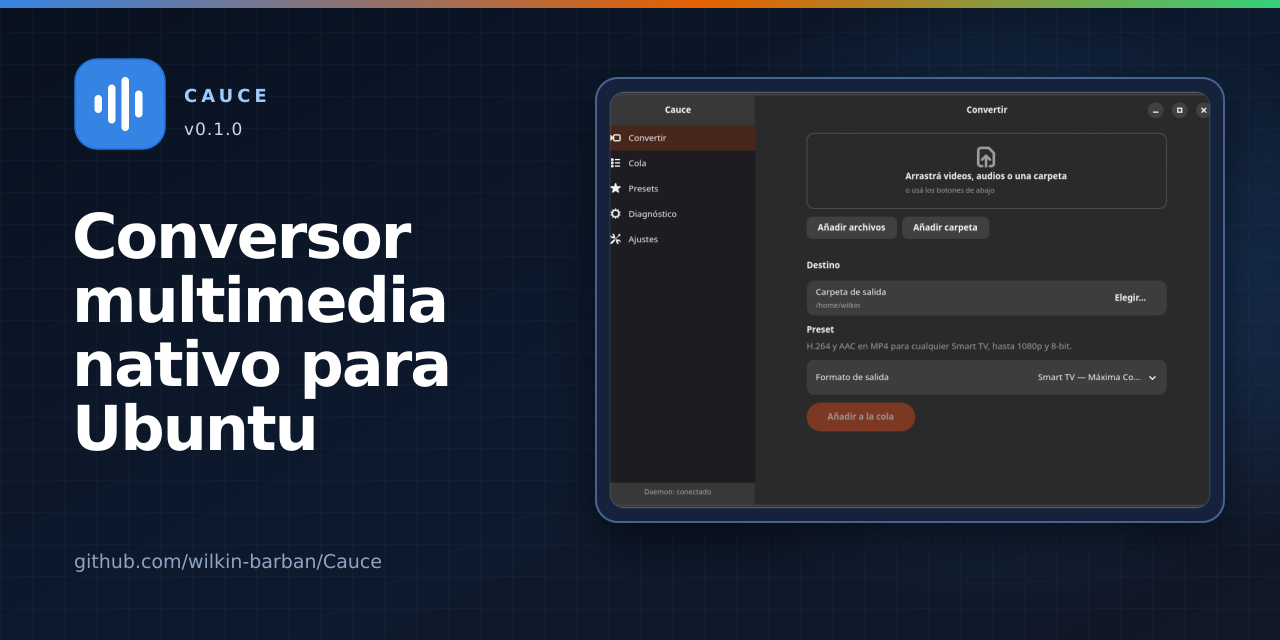 CAUCE
v0.1.0
Conversor
multimedia
nativo para
Ubuntu
github.com/wilkin-barban/Cauce
Cauce
Convertir
Cola
Presets
Diagnóstico
Ajustes
Daemon: conectado
Convertir
Arrastrá videos, audios o una carpeta
o usá los botones de abajo
Añadir archivos
Añadir carpeta
Destino
Carpeta de salida
/home/wilkin
Elegir...
Preset
H.264 y AAC en MP4 para cualquier Smart TV, hasta 1080p y 8-bit.
Formato de salida
Smart TV — Máxima Co...
Añadir a la cola